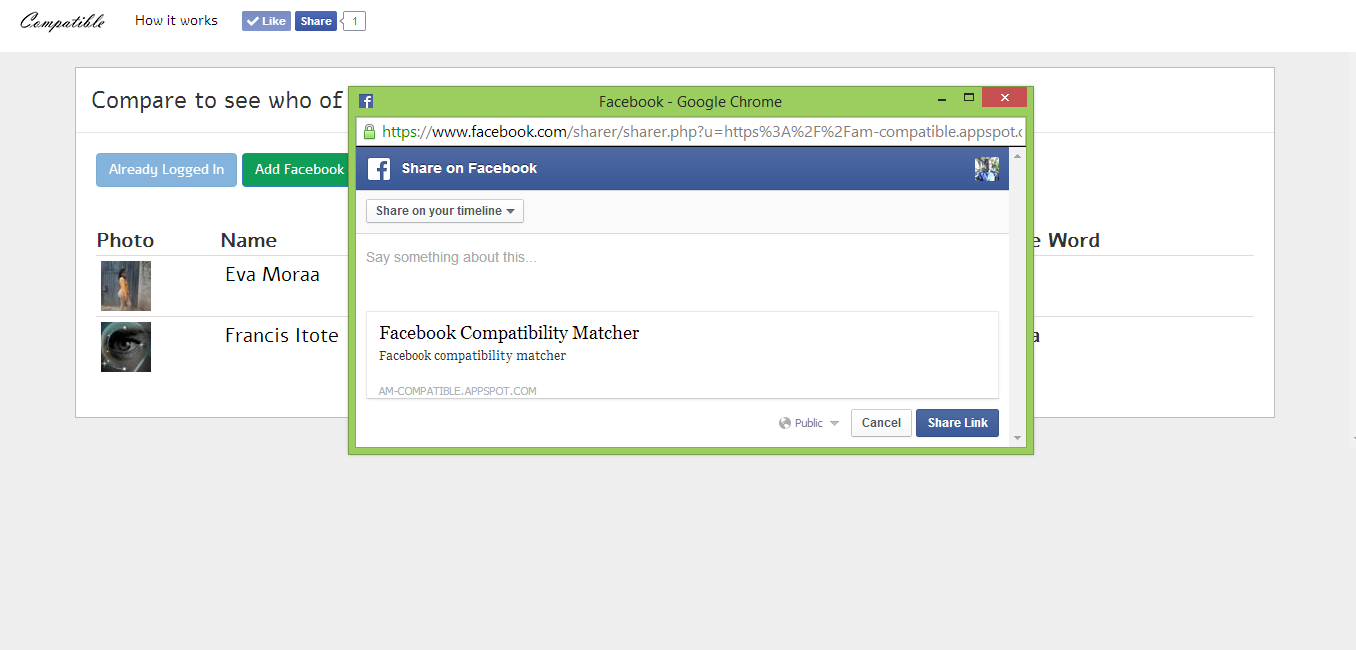 Compatible
How it works
Like
Share
1
Compare to see who of
Already Logged In
Add Facebook
Photo
Name
Word
Eva Moraa
Francis Itote
Facebook - Google Chrome
https://www.facebook.com/sharer/sharer.php?u=https%3A%2F%2Fam-compatible.appspot.c
Share on Facebook
Share on your timeline
Say something about this...
Facebook Compatibility Matcher
Facebook compatibility matcher
AM-COMPATIBLE.APPSPOT.COM
Public
Cancel
Share Link